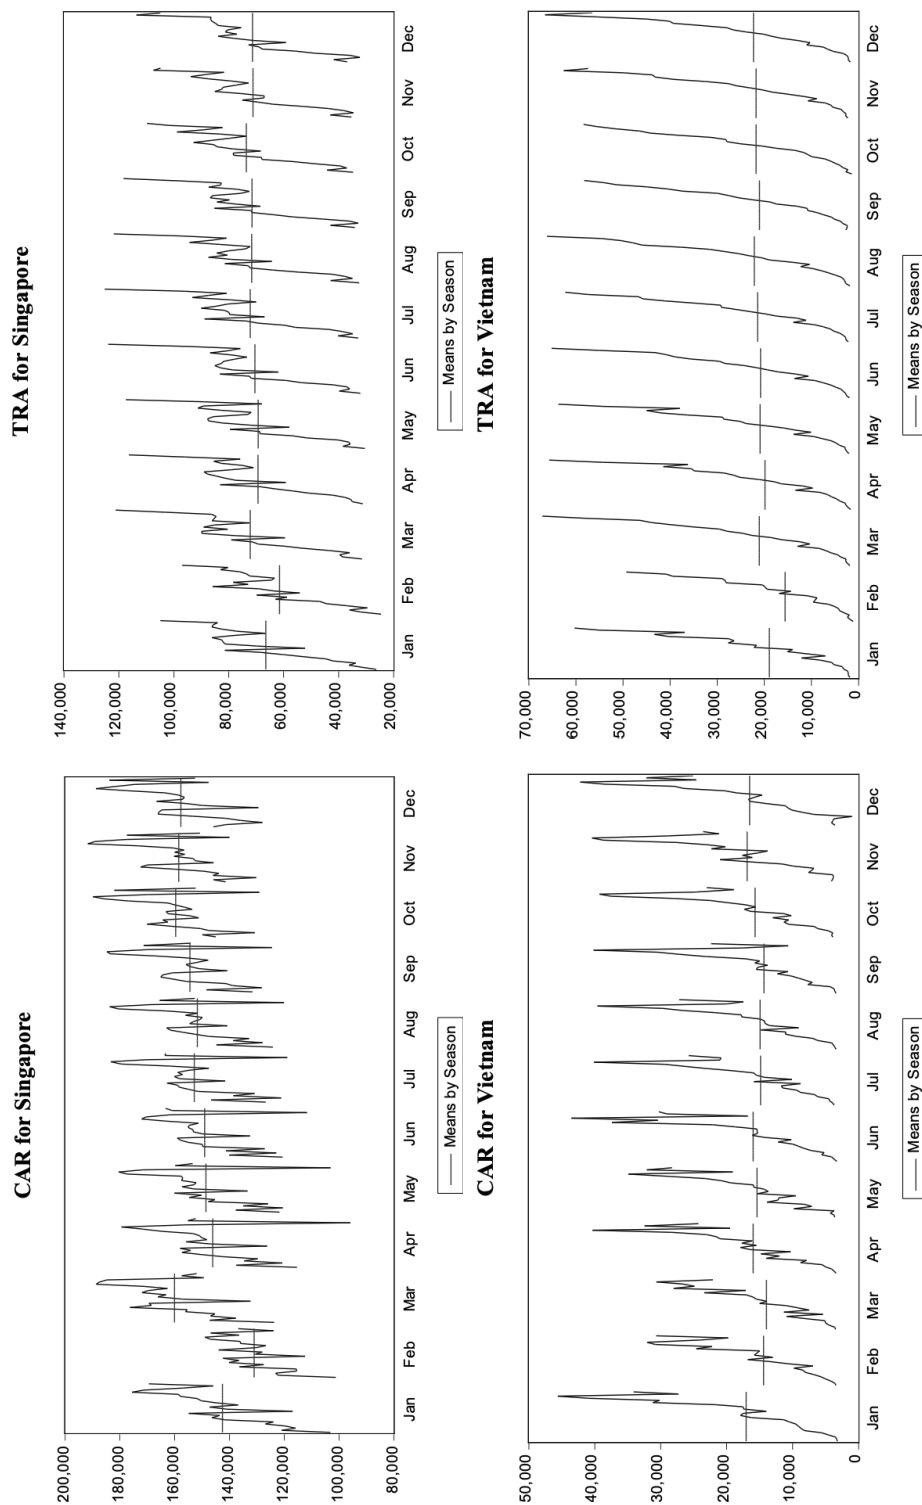 CAR for Singapore
200,000
180,000
160,000
140,000
120,000
100,000
80,000
Jan Feb Mar Apr May Jun Jul Aug Sep Oct Nov Dec
Means by Season
TRA for Singapore
140,000
120,000
100,000
80,000
60,000
40,000
20,000
Jan Feb Mar Apr May Jun Jul Aug Sep Oct Nov Dec
Means by Season
CAR for Vietnam
50,000
40,000
30,000
20,000
10,000
0
Jan Feb Mar Apr May Jun Jul Aug Sep Oct Nov Dec
Means by Season
TRA for Vietnam
70,000
60,000
50,000
40,000
30,000
20,000
10,000
0
Jan Feb Mar Apr May Jun Jul Aug Sep Oct Nov Dec
Means by Season